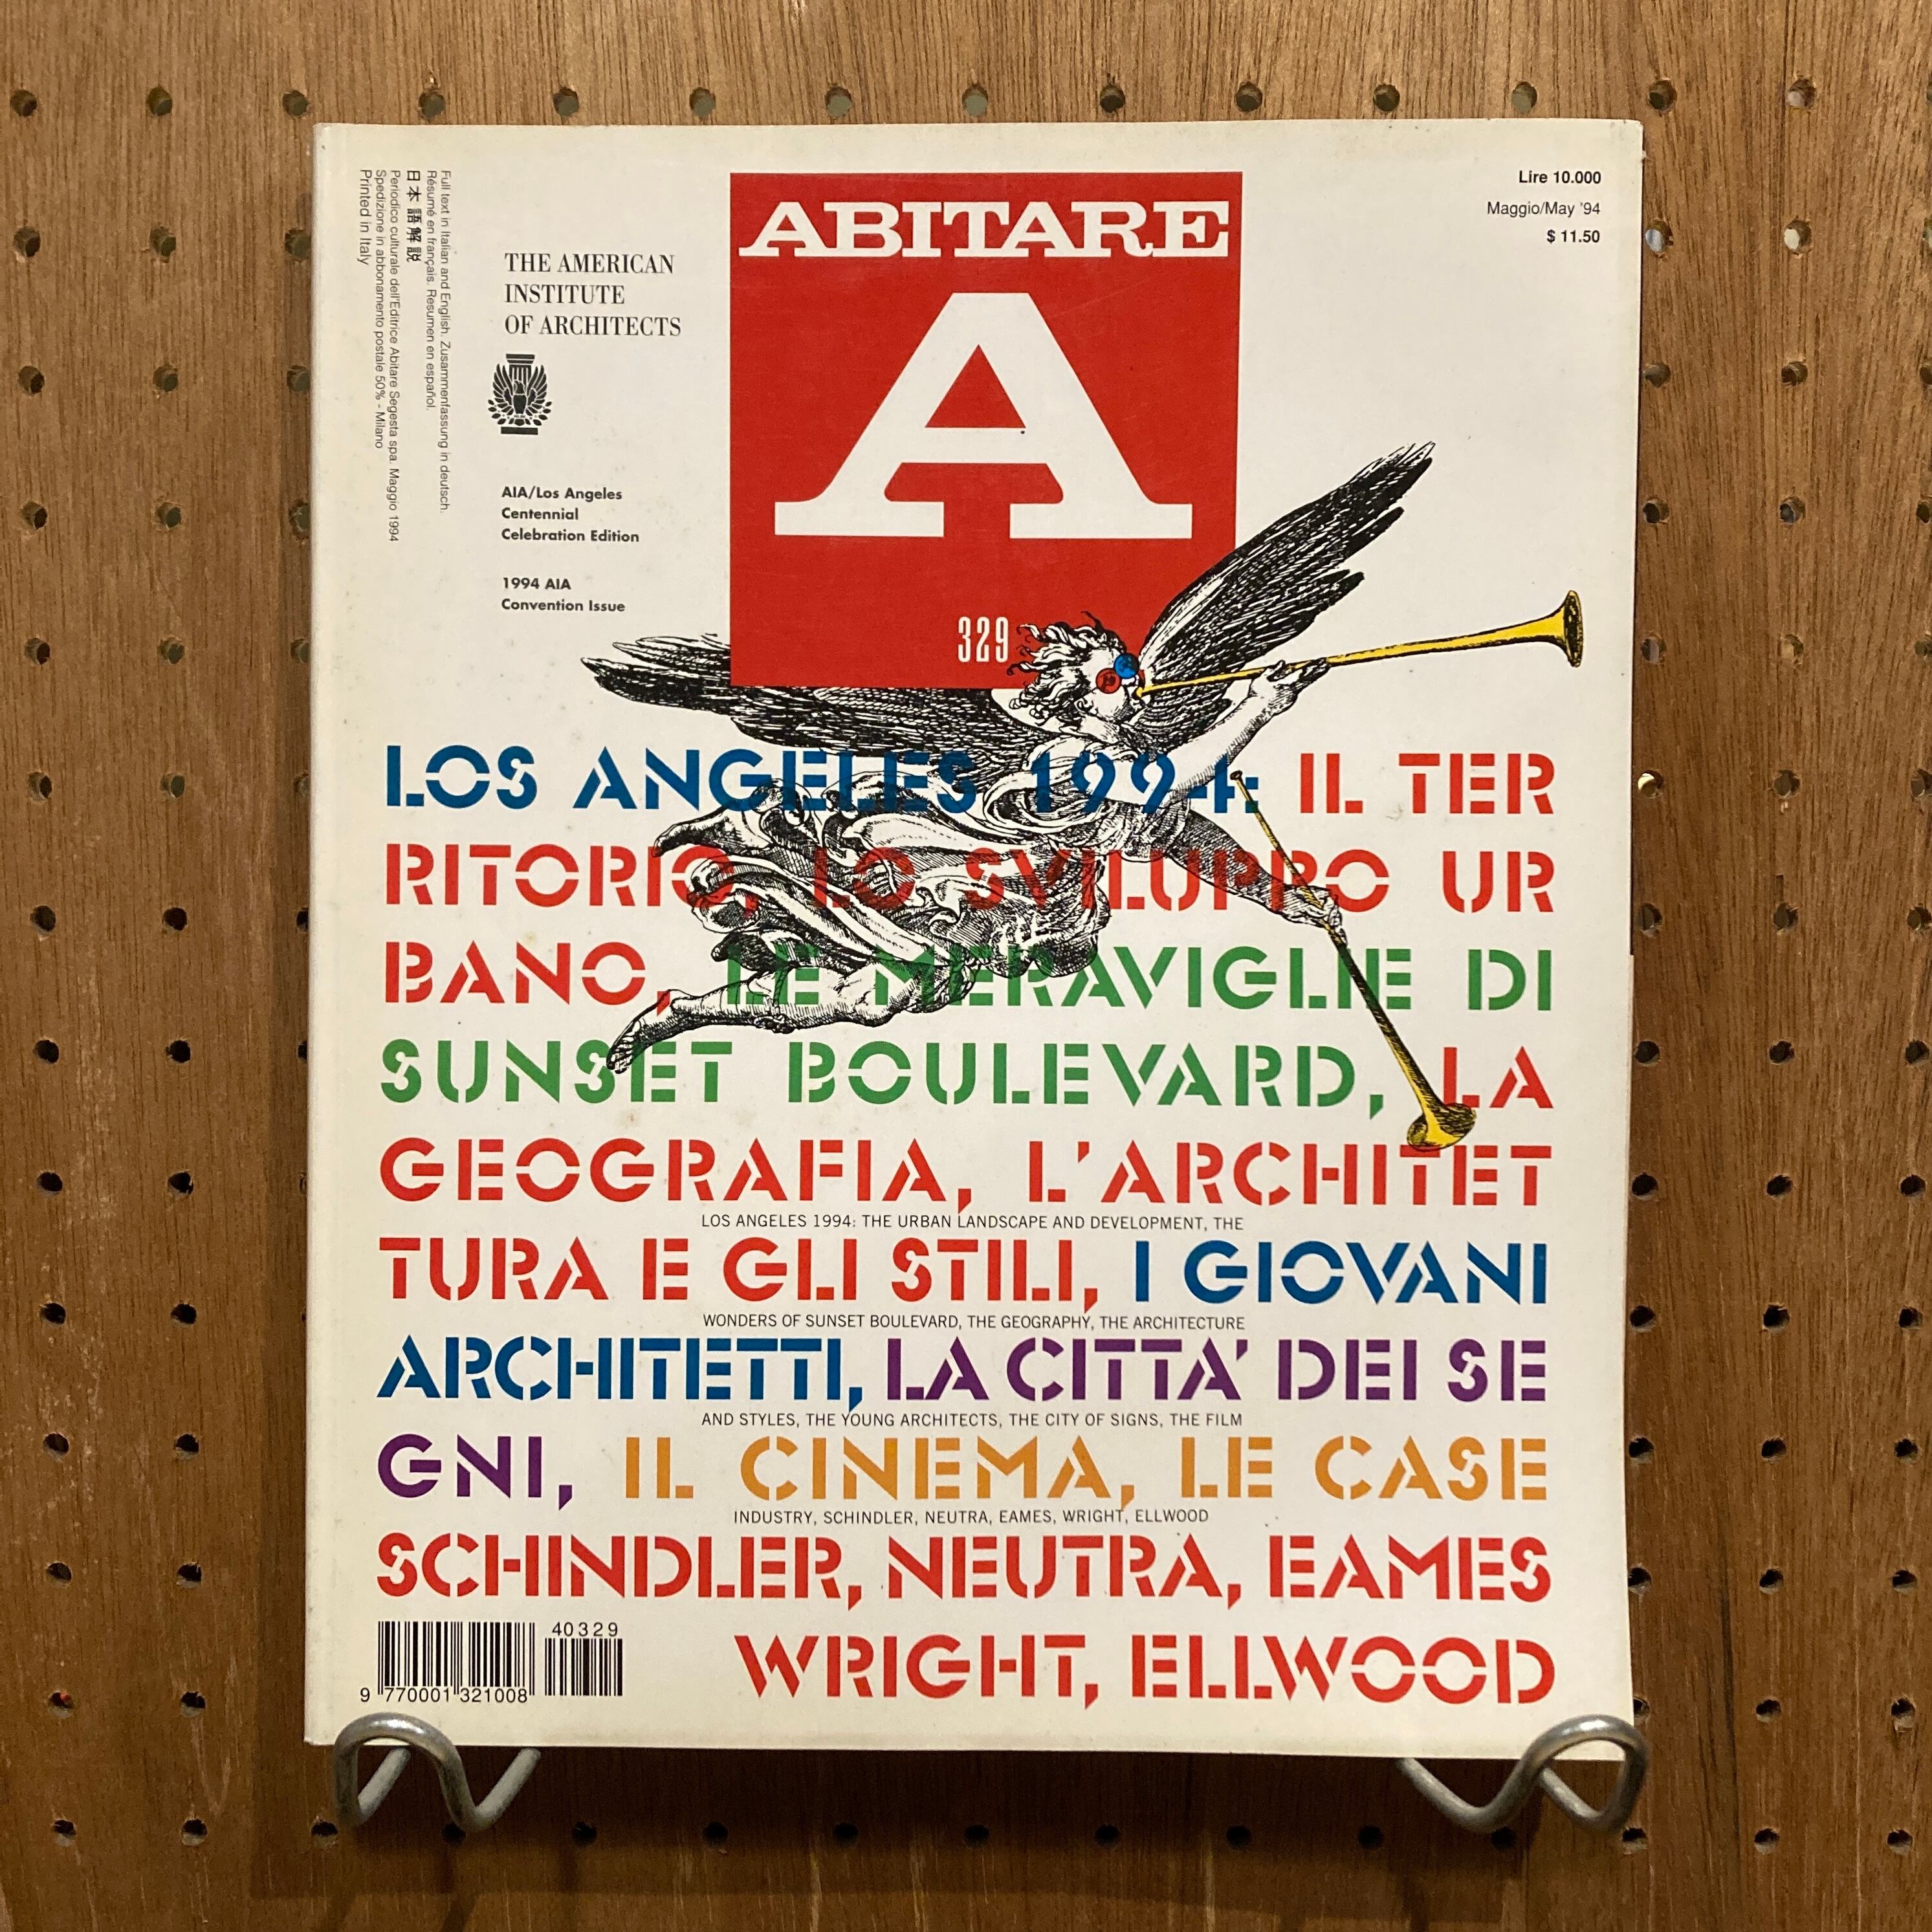 Full text in Italian and English. Zusammenfassung in deutsch.
Résumé en français. Resumen en español.
日本語解説
Periodico culturale dell'Editrice Abitare Segesta spa. Maggio 1994
Spedizione in abbonamento postale 50% - Milano
Printed in Italy
THE AMERICAN
INSTITUTE
OF ARCHITECTS
AIA/Los Angeles
Centennial
Celebration Edition
1994 AIA
Convention Issue
ABITARE
A
329
Lire 10.000
Maggio/May '94
$ 11.50
LOS ANGELES 1994: IL TER
RITORIO, LO SVILUPPO UR
BANO, LE MERAVIGLIE DI
SUNSET BOULEVARD, LA
GEOGRAFIA, L'ARCHITET
LOS ANGELES 1994: THE URBAN LANDSCAPE AND DEVELOPMENT, THE
TURA E GLI STILI, I GIOVANI
WONDERS OF SUNSET BOULEVARD, THE GEOGRAPHY, THE ARCHITECTURE
ARCHITETTI, LA CITTA' DEI SE
AND STYLES, THE YOUNG ARCHITECTS, THE CITY OF SIGNS, THE FILM
GNI, IL CINEMA, LE CASE
INDUSTRY, SCHINDLER, NEUTRA, EAMES, WRIGHT, ELLWOOD
SCHINDLER, NEUTRA, EAMES
WRIGHT, ELLWOOD
40329
9 770001 321008